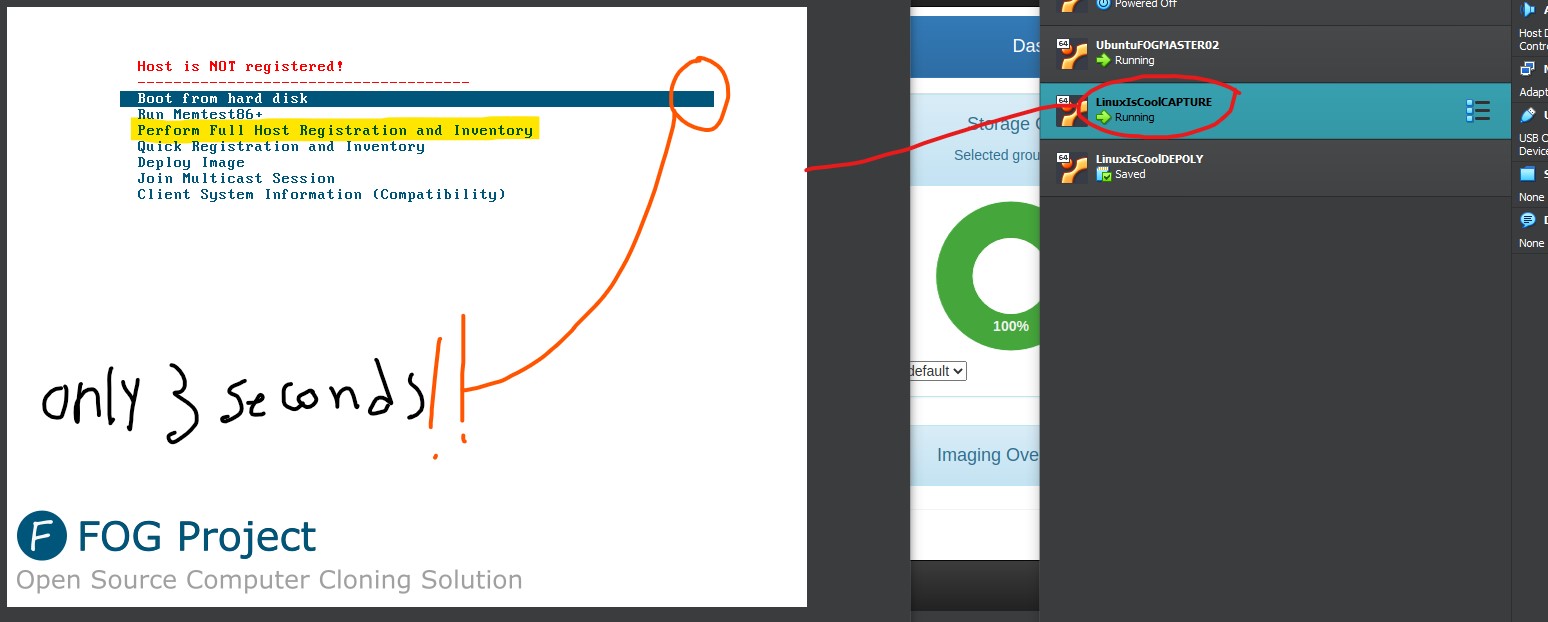 Host is NOT registered!
-------------------------------------
Boot from hard disk
Run Memtest86+
Perform Full Host Registration and Inventory
Quick Registration and Inventory
Deploy Image
Join Multicast Session
Client System Information (Compatibility)
only 3 seconds!!
F FOG Project
Open Source Computer Cloning Solution
Das
Storage
Selected grou
100%
default
Imaging Ove
Powered Off
64 UbuntuFOGMASTER02
Running
64 LinuxIsCoolCAPTURE
Running
64 LinuxIsCoolDEPOLY
Saved
Host D
Contro
Adapt
USB C
Device
None
None